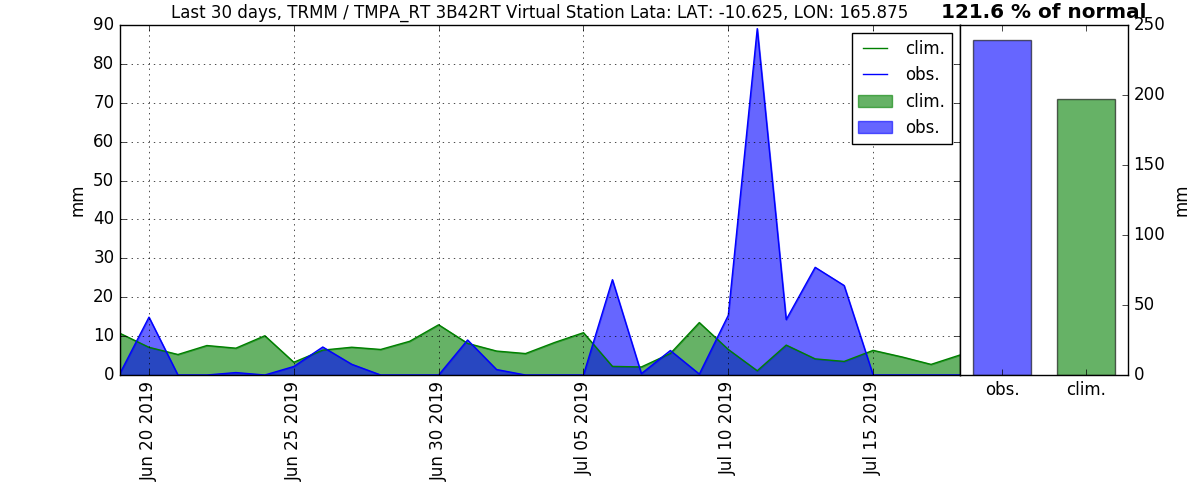 Last 30 days, TRMM / TMPA_RT 3B42RT Virtual Station Lata: LAT: -10.625, LON: 165.875
121.6 % of normal
mm
90
80
70
60
50
40
30
20
10
0
Jun 20 2019
Jun 25 2019
Jun 30 2019
Jul 05 2019
Jul 10 2019
Jul 15 2019
clim.
obs.
clim.
obs.
250
200
150
100
50
0
mm
obs.
clim.